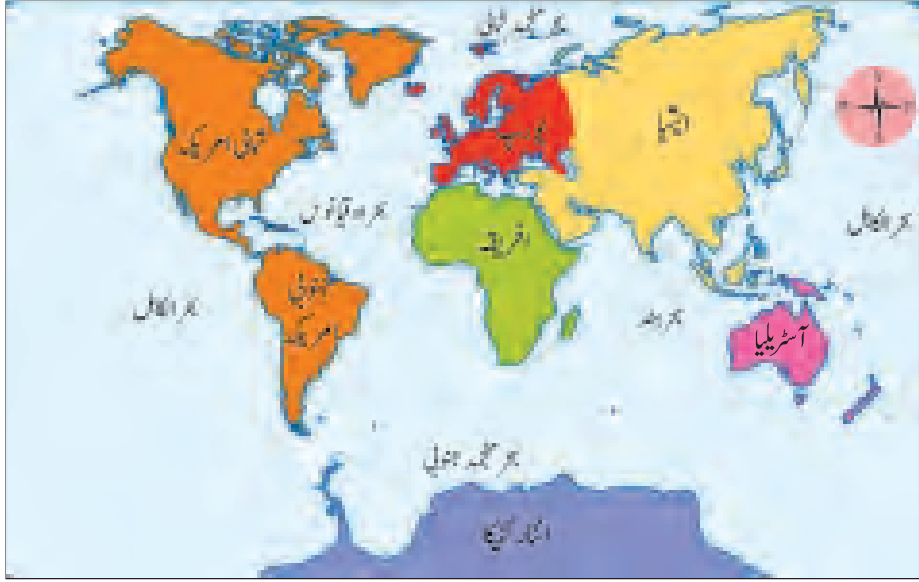 بحر منجمد شمالی
ایشیا
یورپ
شمالی امریکہ
بحر اوقیانوس
بحر الکاہل
افریقہ
جنوبی
امریکہ
بحر الکاہل
بحر ہند
آسٹریلیا
بحر منجمد جنوبی
انٹارکٹیکا